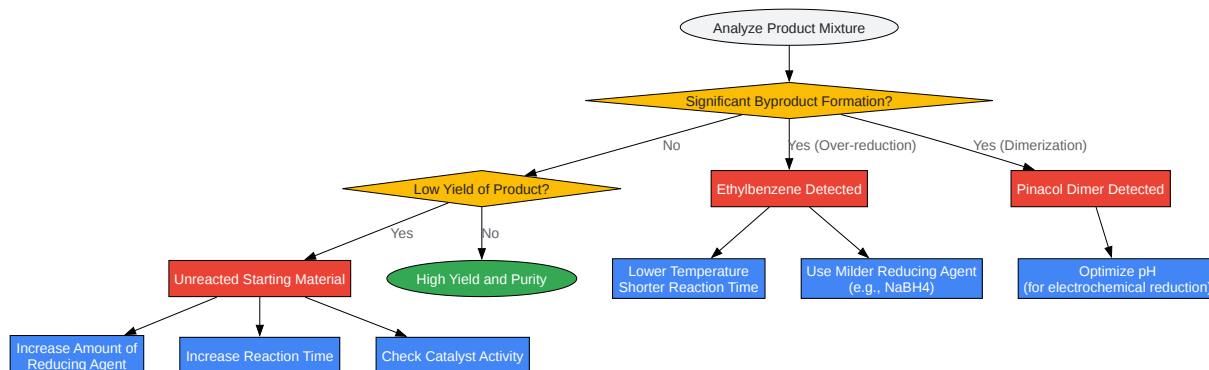 Analyze Product Mixture
Significant Byproduct Formation?
No
Yes (Over-reduction)
Yes (Dimerization)
Low Yield of Product?
Ethylbenzene Detected
Pinacol Dimer Detected
Yes
No
Unreacted Starting Material
High Yield and Purity
Lower Temperature
Shorter Reaction Time
Use Milder Reducing Agent
(e.g., NaBH4)
Optimize pH
(for electrochemical reduction)
Increase Amount of
Reducing Agent
Increase Reaction Time
Check Catalyst Activity